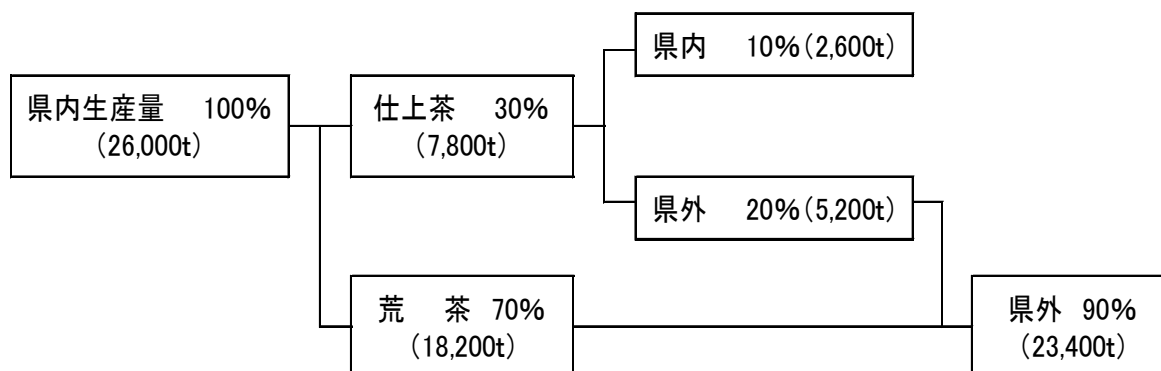 県内生産量 100%
(26,000t)
仕上茶 30%
(7,800t)
県内 10%(2,600t)
県外 20%(5,200t)
荒 茶 70%
(18,200t)
県外 90%
(23,400t)